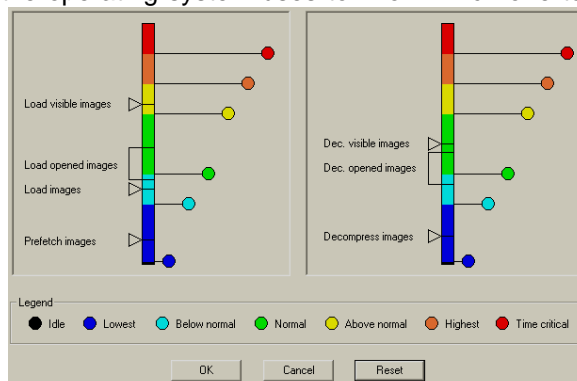 Load visible images
Load opened images
Load images
Prefetch images
Dec. visible images
Dec. opened images
Decompress images
Legend
Idle
Lowest
Below normal
Normal
Above normal
Highest
Time critical
OK
Cancel
Reset